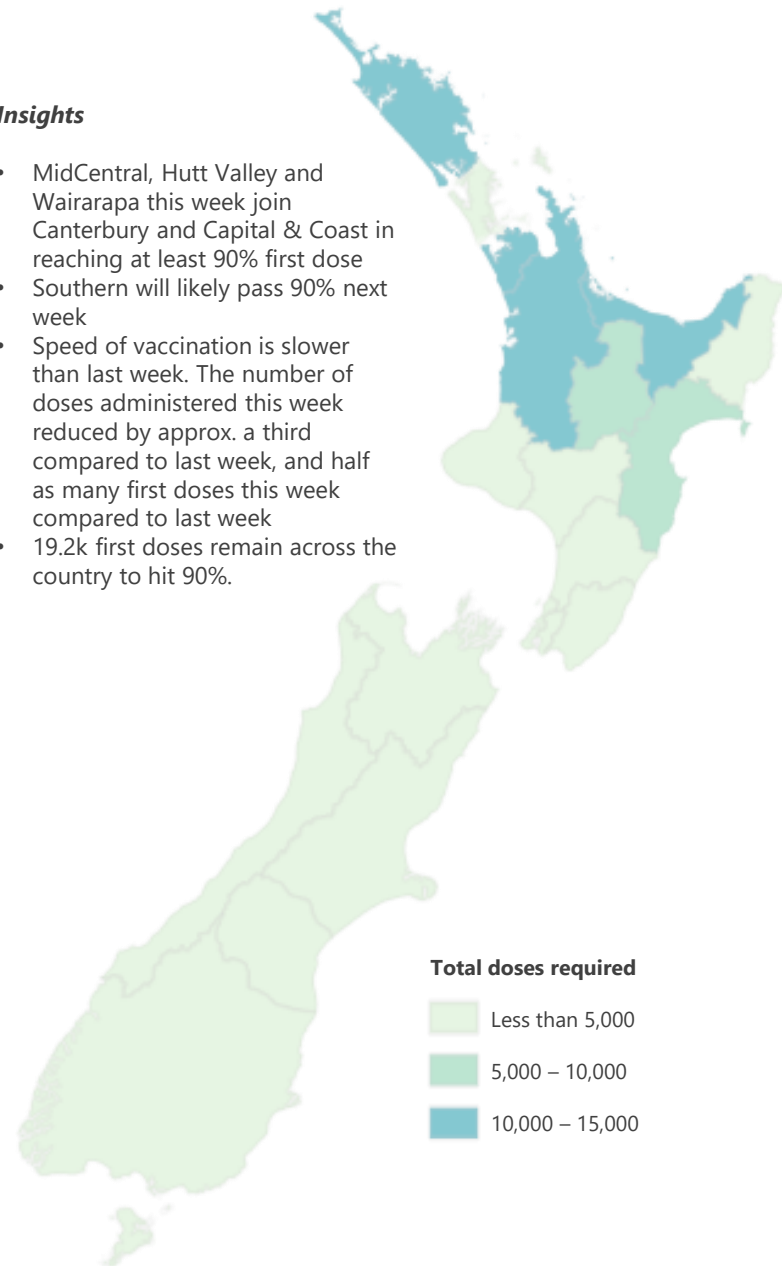 Insights
• MidCentral, Hutt Valley and
Wairarapa this week join
Canterbury and Capital & Coast in
reaching at least 90% first dose
• Southern will likely pass 90% next
week
• Speed of vaccination is slower
than last week. The number of
doses administered this week
reduced by approx. a third
compared to last week, and half
as many first doses this week
compared to last week
• 19.2k first doses remain across the
country to hit 90%.
Total doses required
Less than 5,000
5,000 – 10,000
10,000 – 15,000